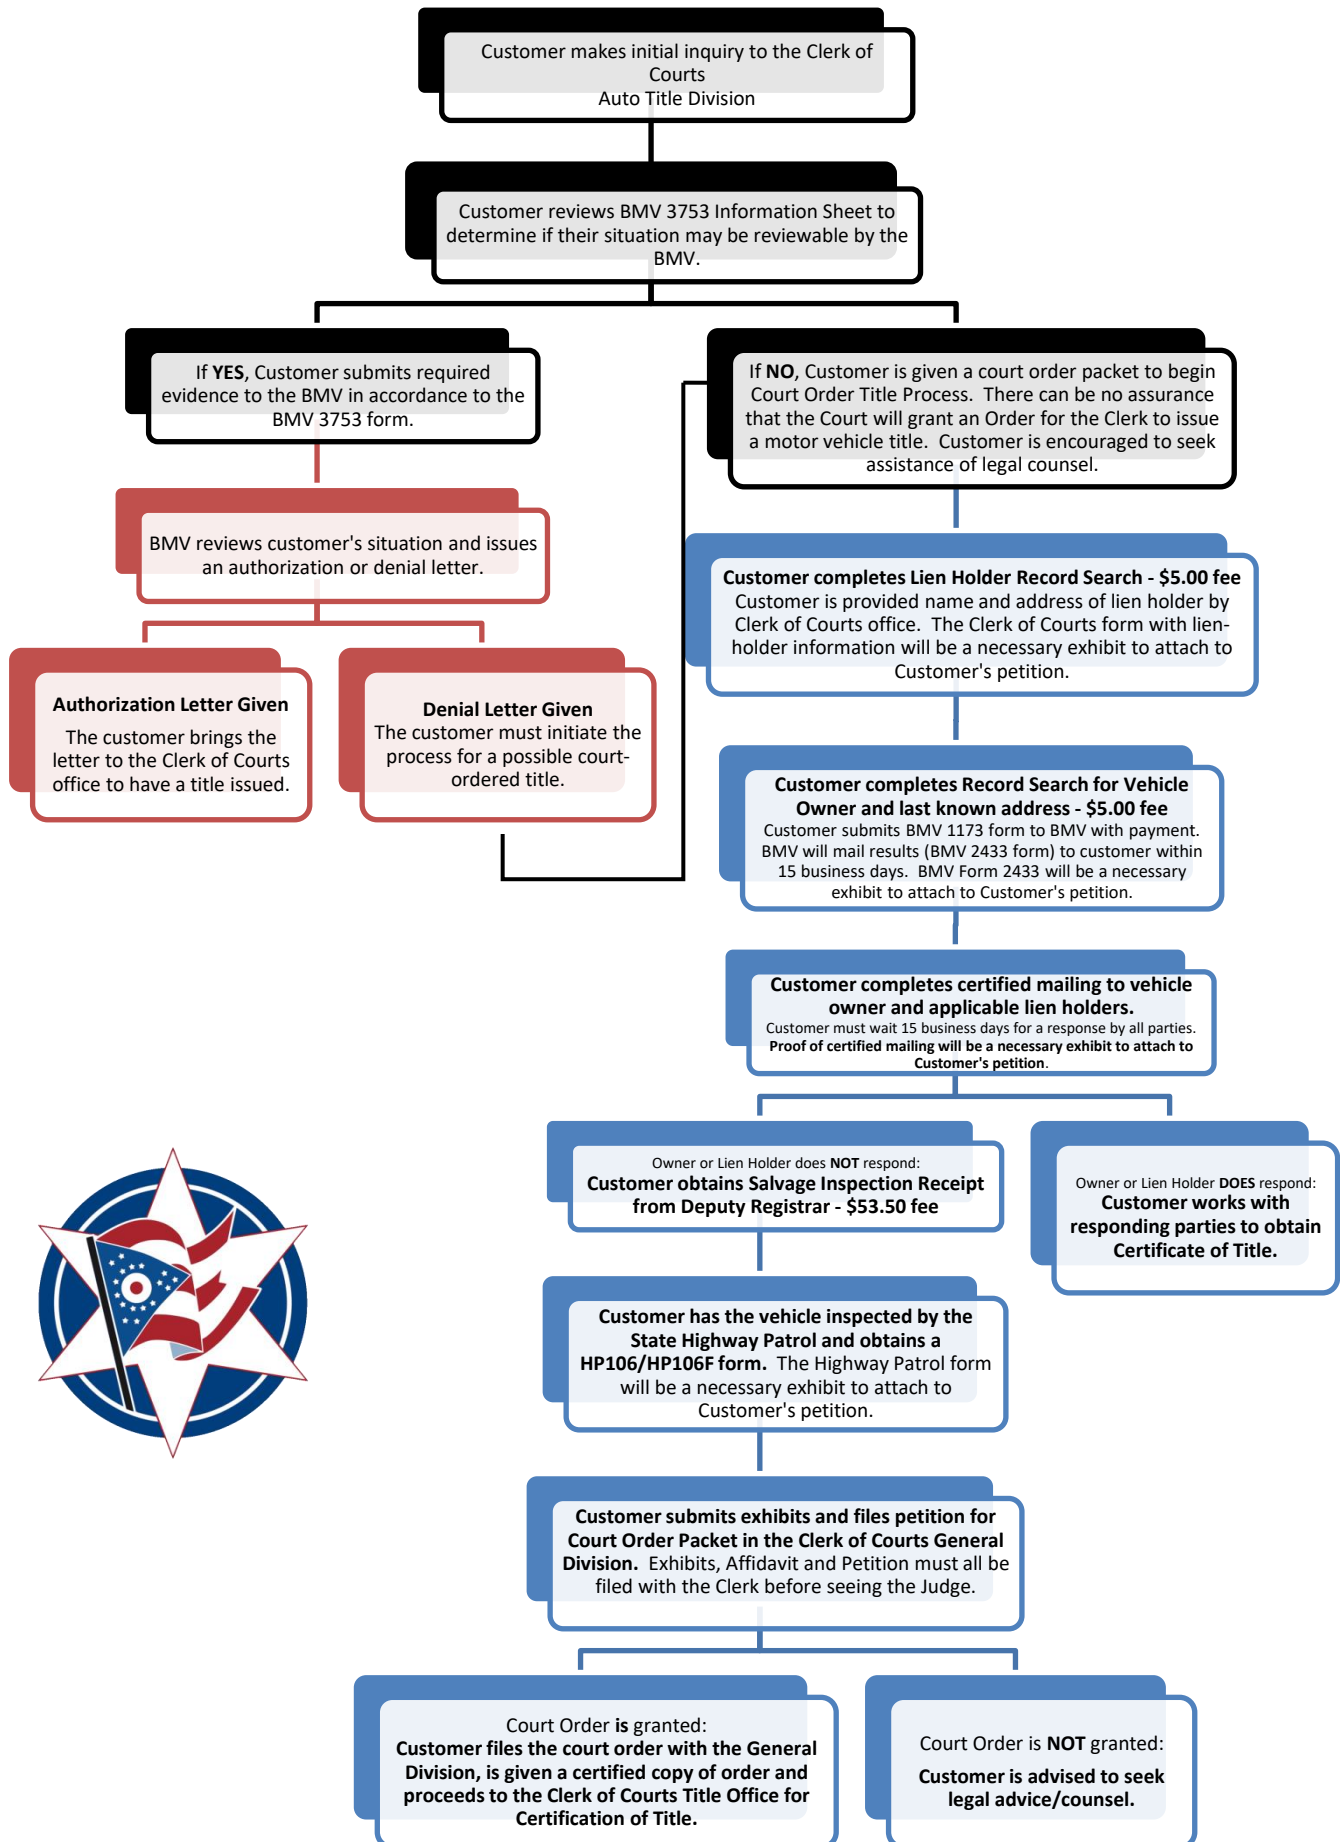 Customer makes initial inquiry to the Clerk of
Courts
Auto Title Division
Customer reviews BMV 3753 Information Sheet to
determine if their situation may be reviewable by the
BMV.
If YES, Customer submits required
evidence to the BMV in accordance to the
BMV 3753 form.
If NO, Customer is given a court order packet to begin
Court Order Title Process. There can be no assurance
that the Court will grant an Order for the Clerk to issue
a motor vehicle title. Customer is encouraged to seek
assistance of legal counsel.
BMV reviews customer's situation and issues
an authorization or denial letter.
Authorization Letter Given
The customer brings the
letter to the Clerk of Courts
office to have a title issued.
Denial Letter Given
The customer must initiate the
process for a possible court-
ordered title.
Customer completes Lien Holder Record Search - $5.00 fee
Customer is provided name and address of lien holder by
Clerk of Courts office. The Clerk of Courts form with lien-
holder information will be a necessary exhibit to attach to
Customer's petition.
Customer completes Record Search for Vehicle
Owner and last known address - $5.00 fee
Customer submits BMV 1173 form to BMV with payment.
BMV will mail results (BMV 2433 form) to customer within
15 business days. BMV Form 2433 will be a necessary
exhibit to attach to Customer's petition.
Customer completes certified mailing to vehicle
owner and applicable lien holders.
Customer must wait 15 business days for a response by all parties.
Proof of certified mailing will be a necessary exhibit to attach to
Customer's petition.
Owner or Lien Holder does NOT respond:
Customer obtains Salvage Inspection Receipt
from Deputy Registrar - $53.50 fee
Owner or Lien Holder DOES respond:
Customer works with
responding parties to obtain
Certificate of Title.
Customer has the vehicle inspected by the
State Highway Patrol and obtains a
HP106/HP106F form. The Highway Patrol form
will be a necessary exhibit to attach to
Customer's petition.
Customer submits exhibits and files petition for
Court Order Packet in the Clerk of Courts General
Division. Exhibits, Affidavit and Petition must all be
filed with the Clerk before seeing the Judge.
Court Order is granted:
Customer files the court order with the General
Division, is given a certified copy of order and
proceeds to the Clerk of Courts Title Office for
Certification of Title.
Court Order is NOT granted:
Customer is advised to seek
legal advice/counsel.